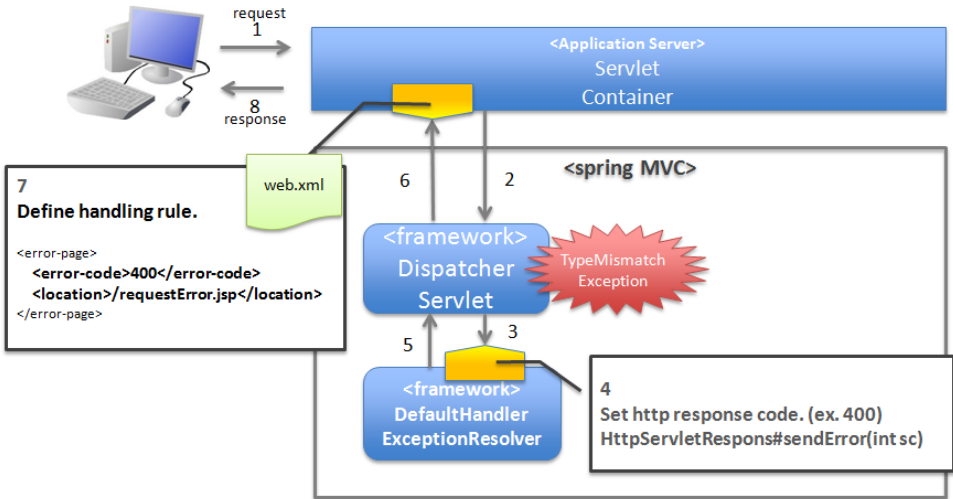 request
1
8
response
<Application Server>
Servlet
Container
7
Define handling rule.
<error-page>
<error-code>400</error-code>
<location>/requestError.jsp</location>
</error-page>
web.xml
6
2
<spring MVC>
<framework>
Dispatcher
Servlet
TypeMismatch
Exception
5
3
<framework>
DefaultHandler
ExceptionResolver
4
Set http response code. (ex. 400)
HttpServletRespons#sendError(int sc)